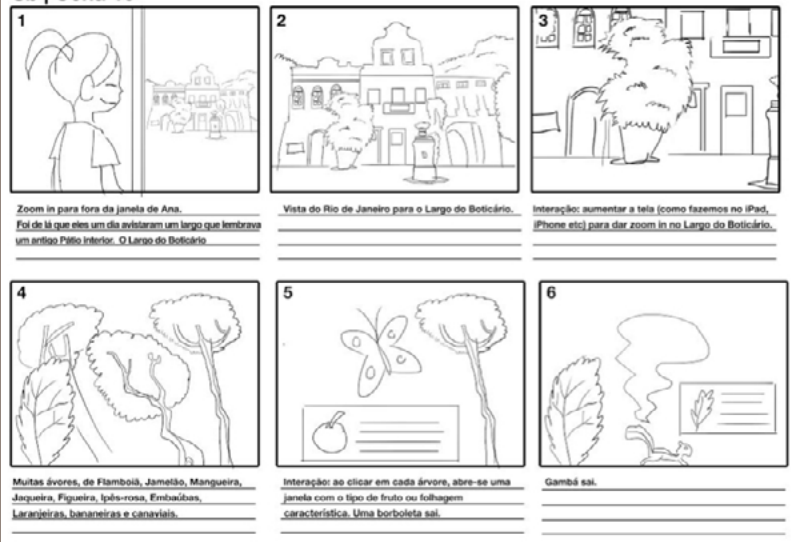 1
2
3
Zoom in para fora da janela de Ana.
Foi de lá que eles um dia avistaram um largo que lembrava
um antigo Pátio Interior. O Largo do Boticário
Vista do Rio de Janeiro para o Largo do Boticário.
Interação: aumentar a tela (como fazemos no iPad,
iPhone etc) para dar zoom in no Largo do Boticário.
4
5
6
Muitas ávores, de Flamboiã, Jamelão, Mangueira,
Jaqueira, Figueira, Ipês-rosa, Embaúbas,
Laranjeiras, bananeiras e canaviais.
Interação: ao clicar em cada árvore, abre-se uma
janela com o tipo de fruto ou folhagem
característica. Uma borboleta sai.
Gambá sai.